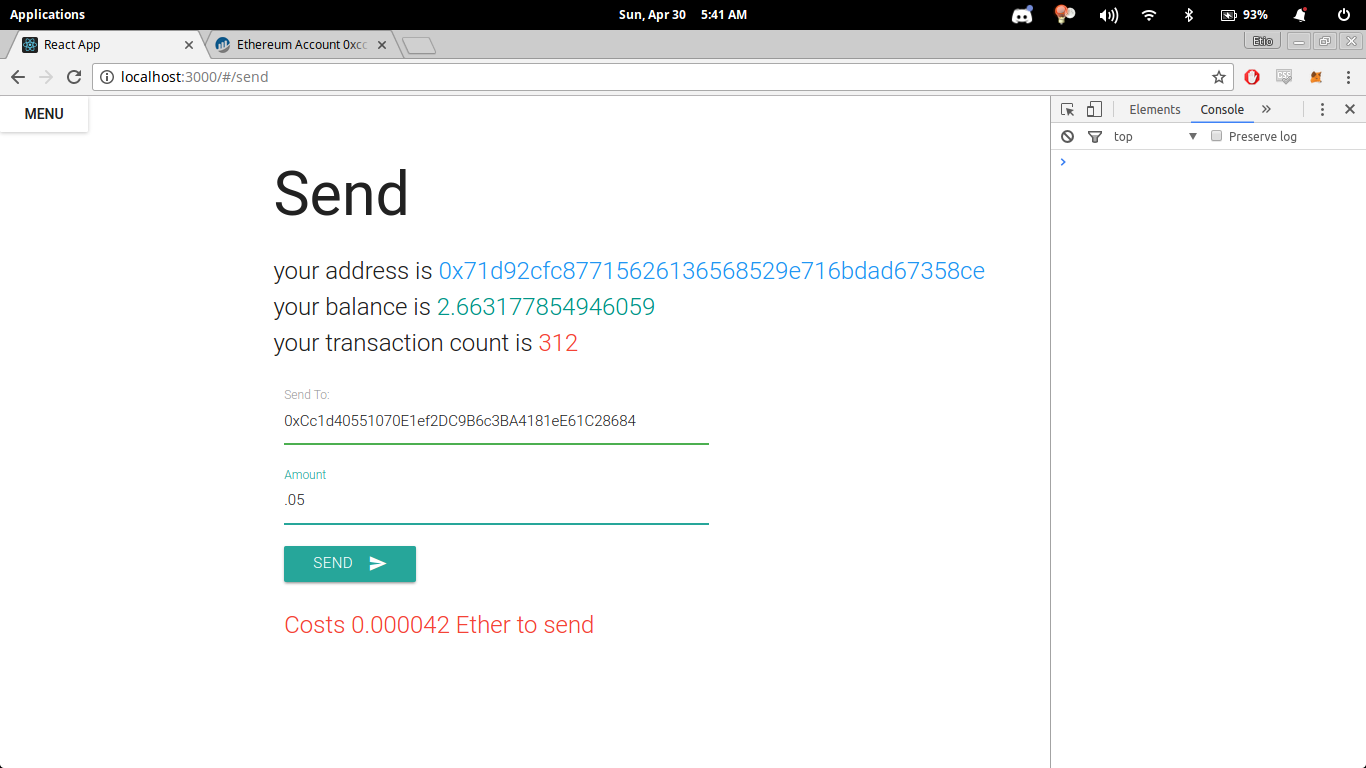 Applications
Sun, Apr 30 5:41 AM
93%
React App
Ethereum Account 0xcc
Etio
localhost:3000/#/send
MENU
Elements Console »
top
Preserve log
Send
your address is 0x71d92cfc87715626136568529e716bdad67358ce
your balance is 2.663177854946059
your transaction count is 312
Send To:
0xCc1d40551070E1ef2DC9B6c3BA4181eE61C28684
Amount
.05
SEND
Costs 0.000042 Ether to send